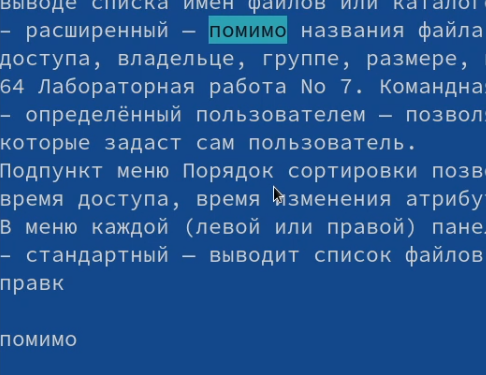 выводе списка имён файлов или каталог
– расширенный — помимо названия файла
доступа, владельце, группе, размере,
64 Лабораторная работа No 7. Командна
– определённый пользователем — позвол
которые задаст сам пользователь.
Подпункт меню Порядок сортировки позв
время доступа, время изменения атрибу
В меню каждой (левой или правой) пане
– стандартный — выводит список файлов
правк
помимо